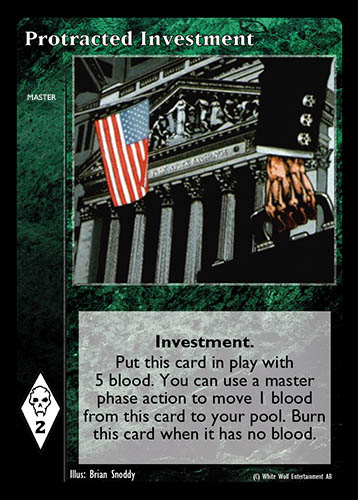 Protracted Investment
MASTER
Investment.
Put this card in play with
5 blood. You can use a master
phase action to move 1 blood
from this card to your pool. Burn
this card when it has no blood.
2
Illus: Brian Snoddy
(C) White Wolf Entertainment AB